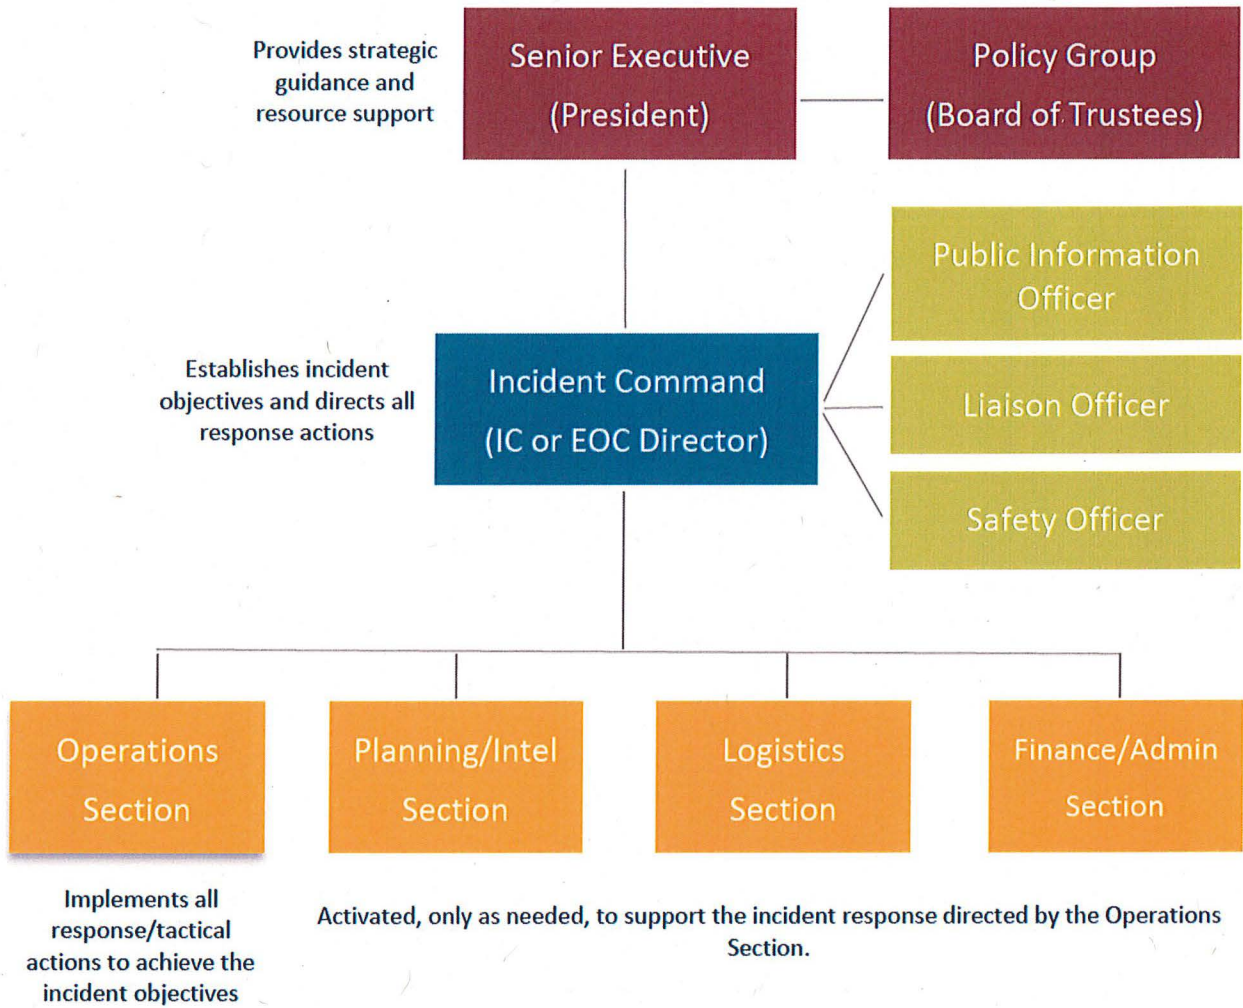 Provides strategic
guidance and
resource support
Senior Executive
(President)
Policy Group
(Board of Trustees)
Public Information
Officer
Establishes incident
objectives and directs all
response actions
Incident Command
(IC or EOC Director)
Liaison Officer
Safety Officer
Operations
Section
Planning/Intel
Section
Logistics
Section
Finance/Admin
Section
Implements all
response/tactical
actions to achieve the
incident objectives
Activated, only as needed, to support the incident response directed by the Operations
Section.